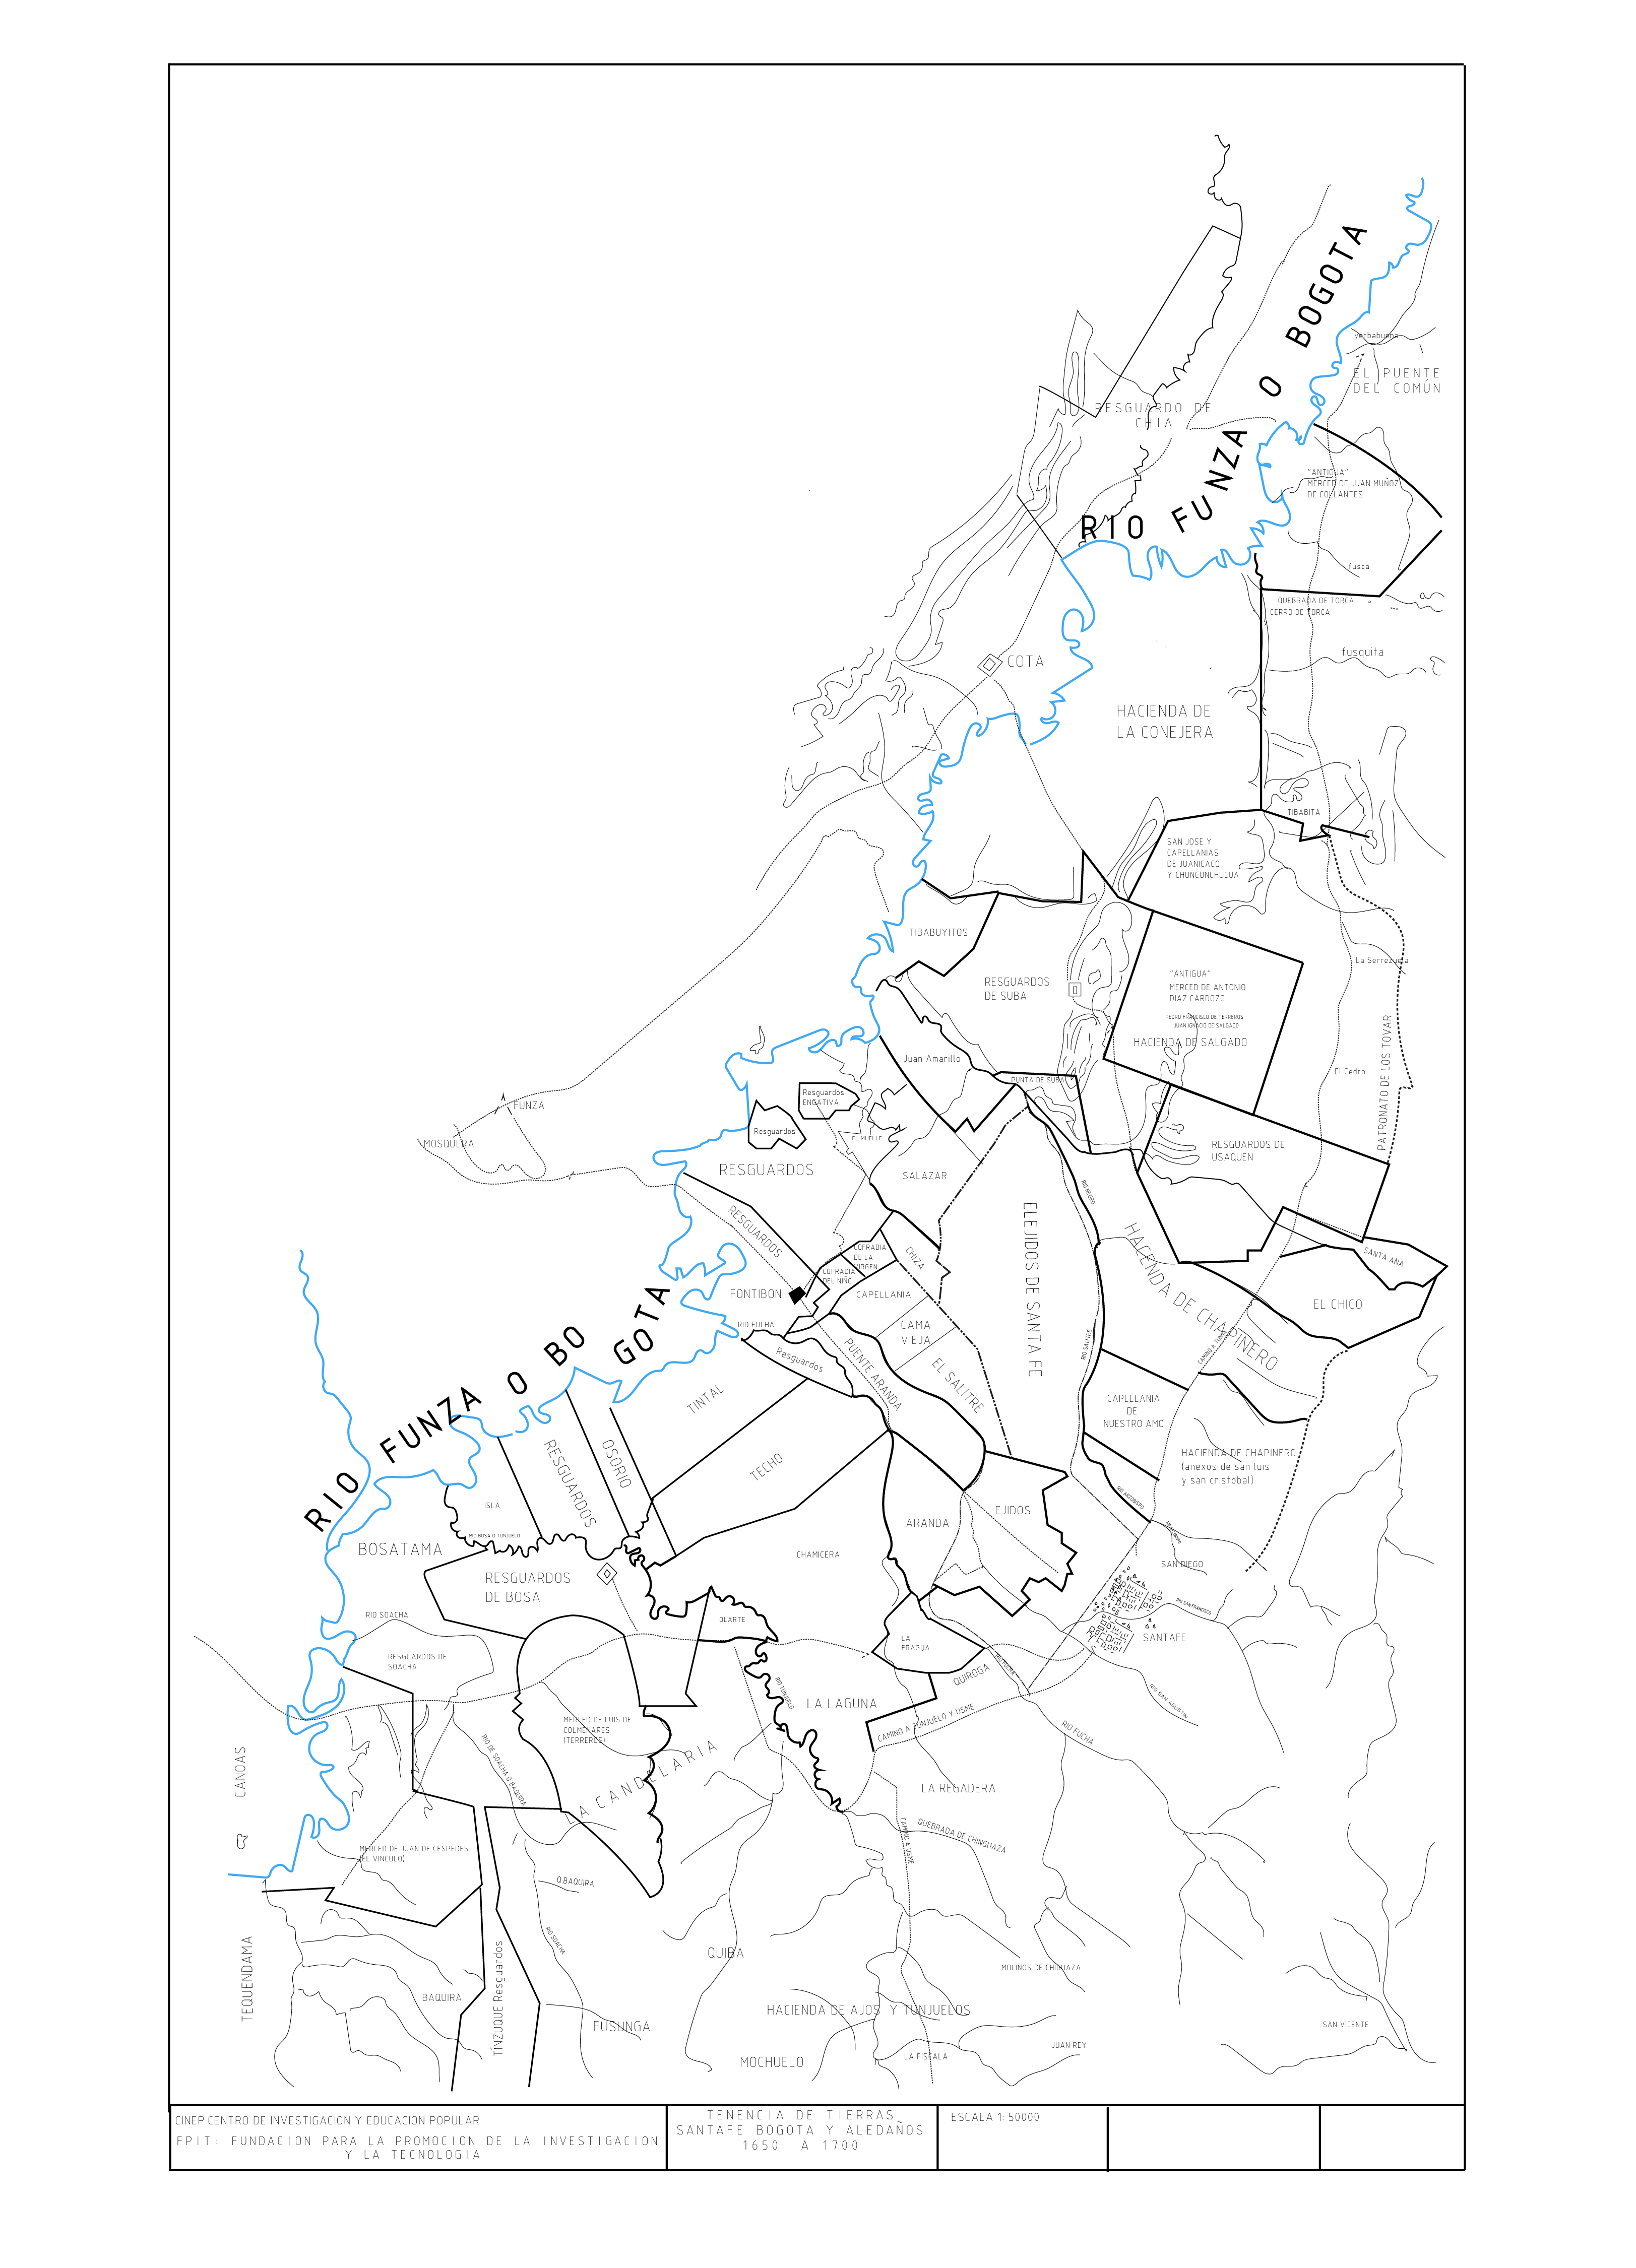 RIO FUNZA O BOGOTA
yerbabuena
EL PUENTE
DEL COMÚN
RESGUARDO DE
CHIA
"ANTIGUA"
MERCED DE JUAN MUÑOZ
DE COLLANTES
fusca
QUEBRADA DE TORCA
CERRO DE TORCA
fusquita
COTA
HACIENDA DE
LA CONEJERA
TIBABITA
SAN JOSE Y
CAPELLANIAS
DE JUANICACO
Y CHUNCUNCHUCUA
TIBABUYITOS
La Serrezuela
RESGUARDOS
DE SUBA
"ANTIGUA"
MERCED DE ANTONIO
DIAZ CARDOZO
PEDRO FRANCISCO DE TERREROS
JUAN IGNACIO DE SALGADO
HACIENDA DE SALGADO
PATRONATO DE LOS TOVAR
Juan Amarillo
El Cedro
PUNTA DE SUBA
Resguardos
ENGATIVA
FUNZA
Resguardos
EL MUELLE
MOSQUERA
RESGUARDOS DE
USAQUEN
RESGUARDOS
SALAZAR
RIO NEGRO
RESGUARDOS
ELEJIDOS DE SANTA FE
HACIENDA DE CHAPINERO
COFRADIA
DE LA
VIRGEN
CHIZA
SANTA ANA
COFRADIA
DEL NIÑO
FONTIBON
CAPELLANIA
EL CHICO
RIO FUCHA
CAMA
VIEJA
RIO SALITRE
CAMINO A TUNJA
Resguardos
PUENTE ARANDA
EL SALITRE
RIO FUNZA O BO
GOTA
TINTAL
CAPELLANIA
DE
NUESTRO AMO
RESGUARDOS
OSORIO
TECHO
HACIENDA DE CHAPINERO
(anexos de san luis
y san cristobal)
ISLA
RIO ARZOBISPO
EJIDOS
ARANDA
RIO BOSA O TUNJUELO
BOSATAMA
CHAMICERA
SAN DIEGO
RESGUARDOS
DE BOSA
RIO SAN FRANCISCO
RIO SOACHA
OLARTE
SANTAFE
LA
FRAGUA
RESGUARDOS DE
SOACHA
QUIROGA
RIO FUCHA
RIO TUNJUELO
LA LAGUNA
RIO SAN AGUSTIN
MERCED DE LUIS DE
COLMENARES
(TERREROS)
CAMINO A TUNJUELO Y USME
RIO FUCHA
RIO DE SOACHA O BAQUIRA
A CANDELARIA
CANOAS
LA REGADERA
CAMINO A USME
QUEBRADA DE CHINGUAZA
MERCED DE JUAN DE CESPEDES
(EL VINCULO)
Q.BAQUIRA
RIO SOACHA
QUIBA
TEQUENDAMA
TÍNZUQUE Resguardos
MOLINOS DE CHIGUAZA
BAQUIRA
HACIENDA DE AJOS Y TUNJUELOS
FUSUNGA
SAN VICENTE
JUAN REY
MOCHUELO
LA FISCALA
CINEP:CENTRO DE INVESTIGACION Y EDUCACION POPULAR
FPIT: FUNDACION PARA LA PROMOCION DE LA INVESTIGACION
Y LA TECNOLOGIA
TENENCIA DE TIERRAS
SANTAFE BOGOTA Y ALEDAÑOS
1650 A 1700
ESCALA 1: 50000